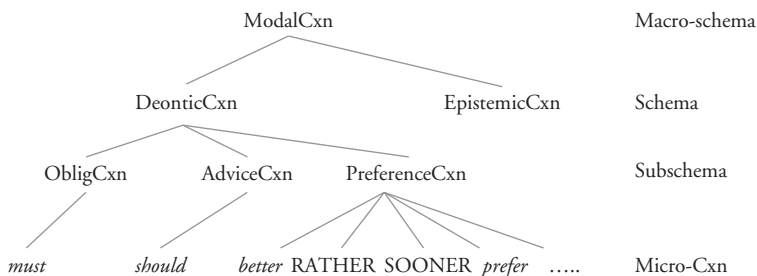 ModalCxn Macro-schema
DeonticCxn EpistemicCxn Schema
ObligCxn AdviceCxn PreferenceCxn Subschema
must should better RATHER SOONER prefer ….. Micro-Cxn